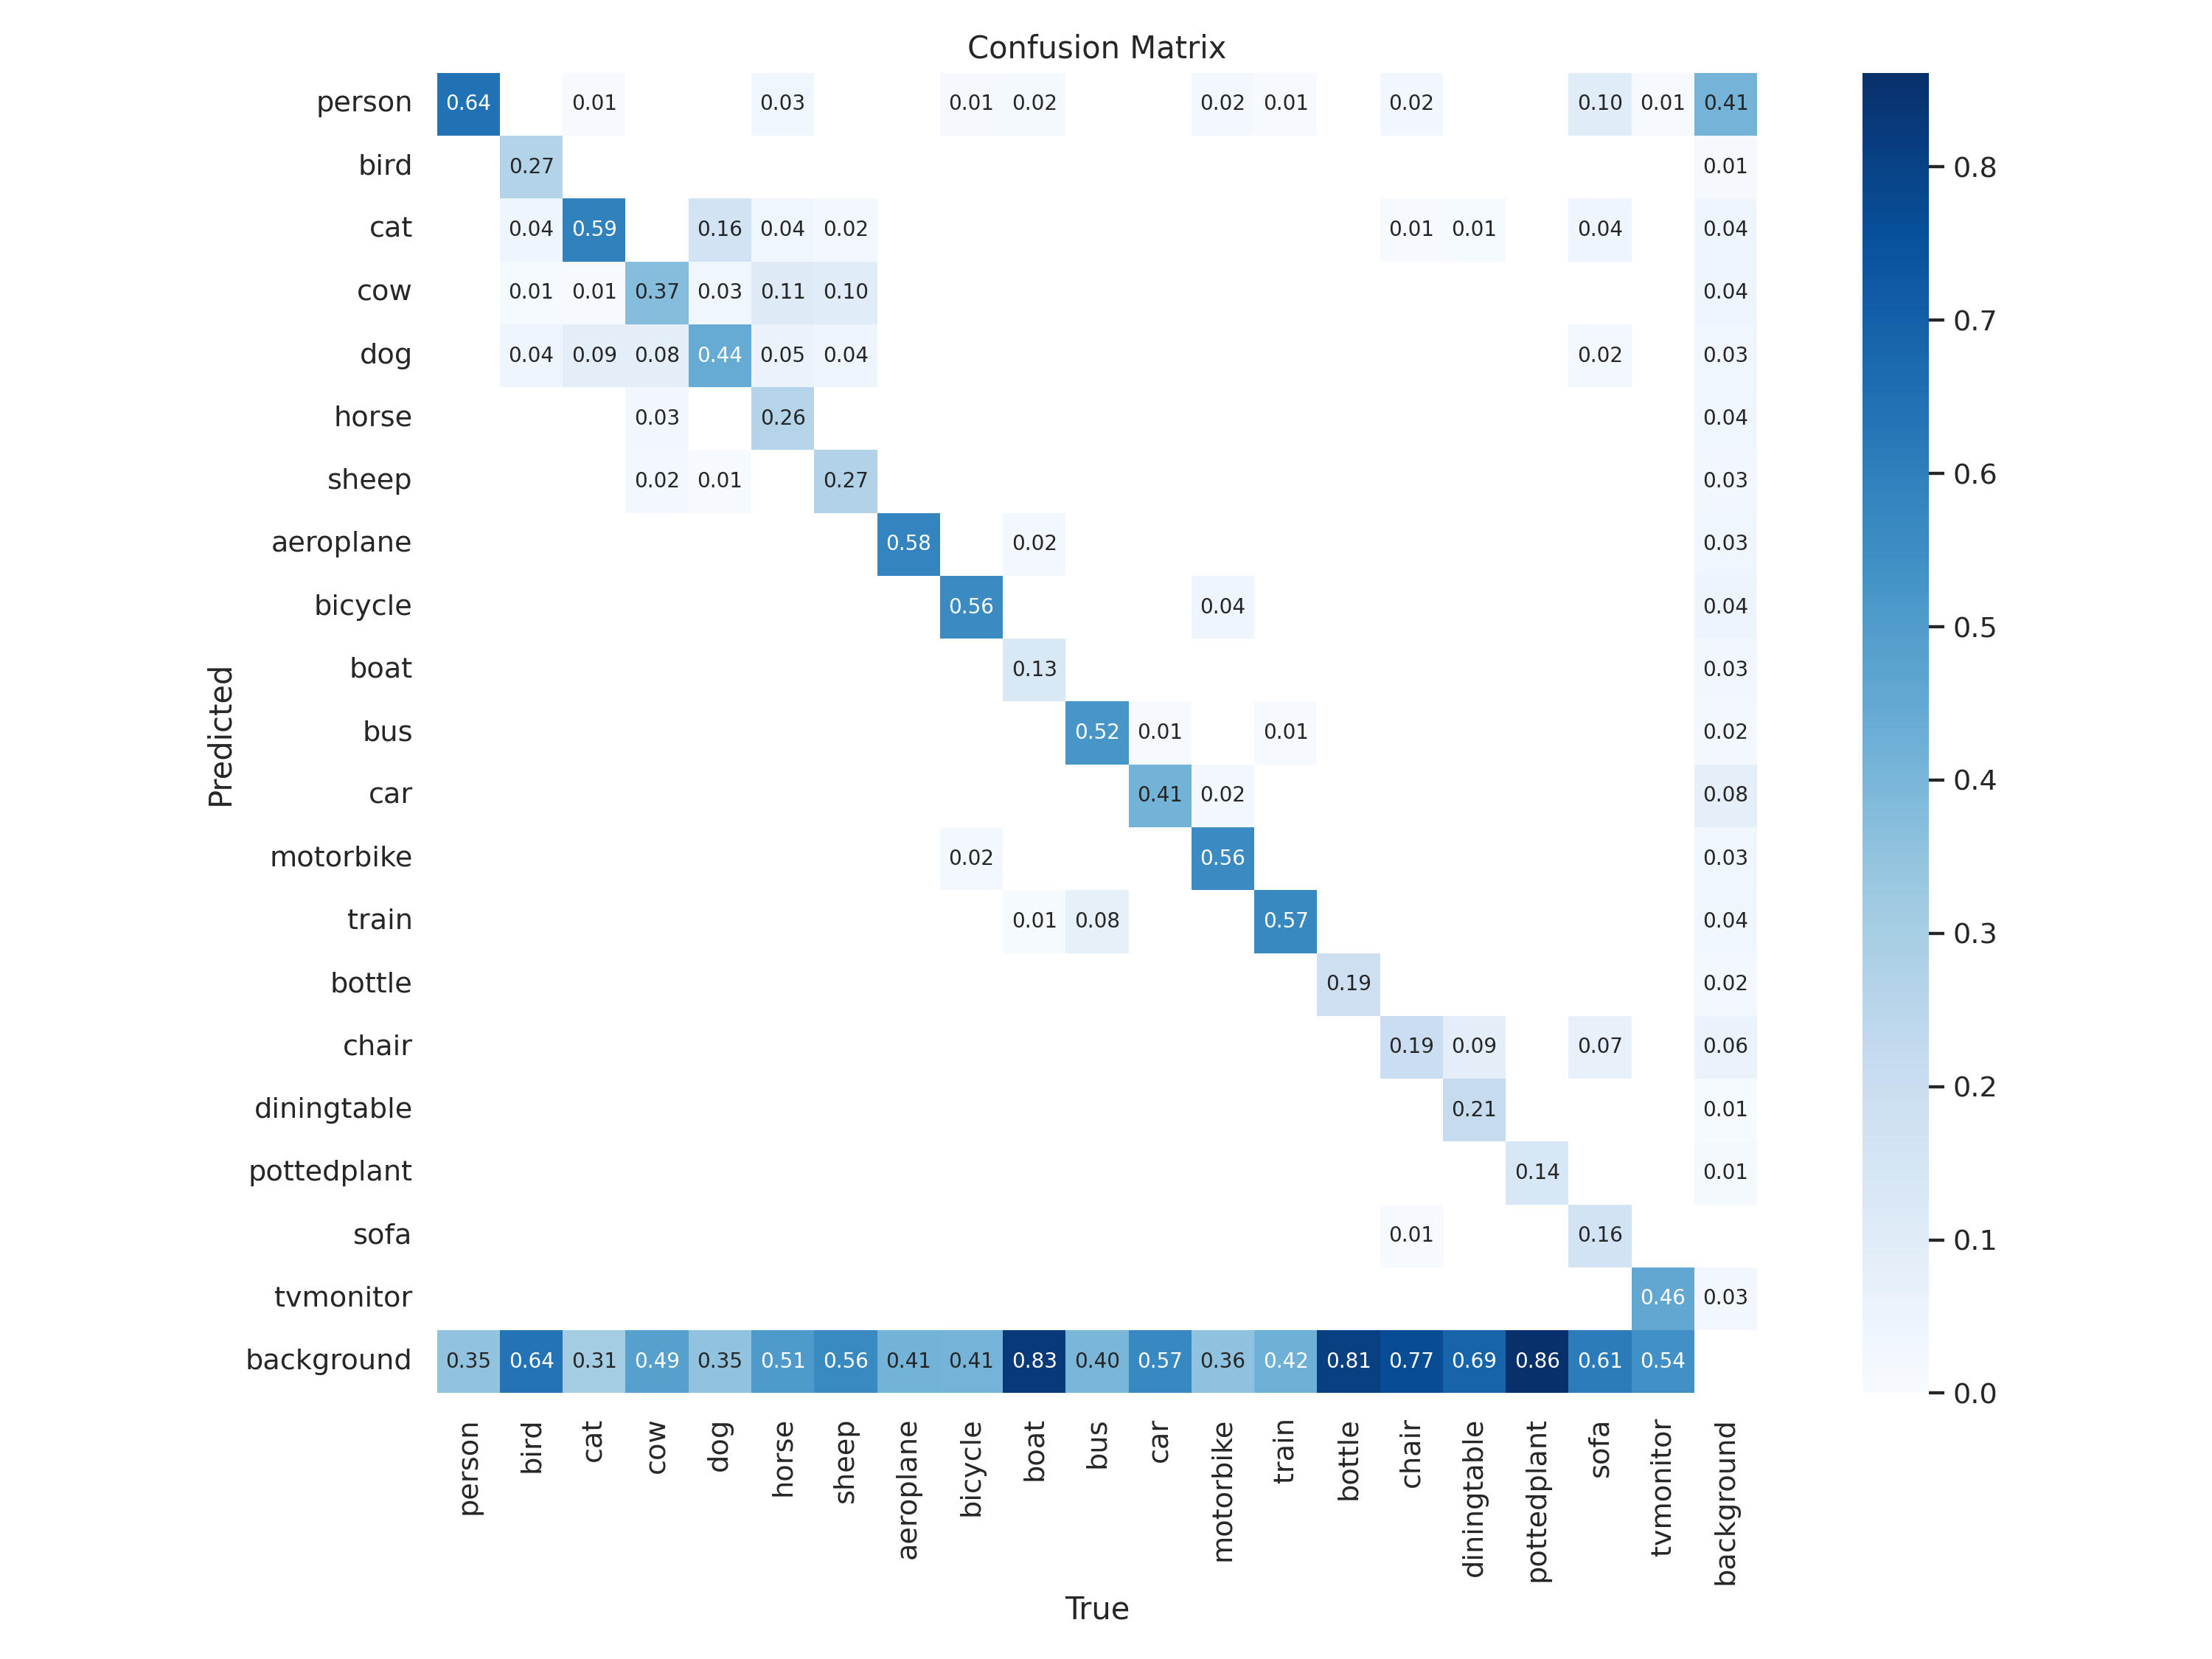 Confusion Matrix
person 0.64 0.01 0.03 0.01 0.02 0.02 0.01 0.02 0.10 0.01 0.41
bird 0.27 0.01
cat 0.04 0.59 0.16 0.04 0.02 0.01 0.01 0.04 0.04
cow 0.01 0.01 0.37 0.03 0.11 0.10 0.04
dog 0.04 0.09 0.08 0.44 0.05 0.04 0.02 0.03
horse 0.03 0.26 0.04
sheep 0.02 0.01 0.27 0.03
aeroplane 0.58 0.02 0.03
bicycle 0.56 0.04 0.04
boat 0.13 0.03
bus 0.52 0.01 0.01 0.02
car 0.41 0.02 0.08
motorbike 0.02 0.56 0.03
train 0.01 0.08 0.57 0.04
bottle 0.19 0.02
chair 0.19 0.09 0.07 0.06
diningtable 0.21 0.01
pottedplant 0.14 0.01
sofa 0.01 0.16
tvmonitor 0.46 0.03
background 0.35 0.64 0.31 0.49 0.35 0.51 0.56 0.41 0.41 0.83 0.40 0.57 0.36 0.42 0.81 0.77 0.69 0.86 0.61 0.54
Predicted
person bird cat cow dog horse sheep aeroplane bicycle boat bus car motorbike train bottle chair diningtable pottedplant sofa tvmonitor background
True
0.8
0.7
0.6
0.5
0.4
0.3
0.2
0.1
0.0